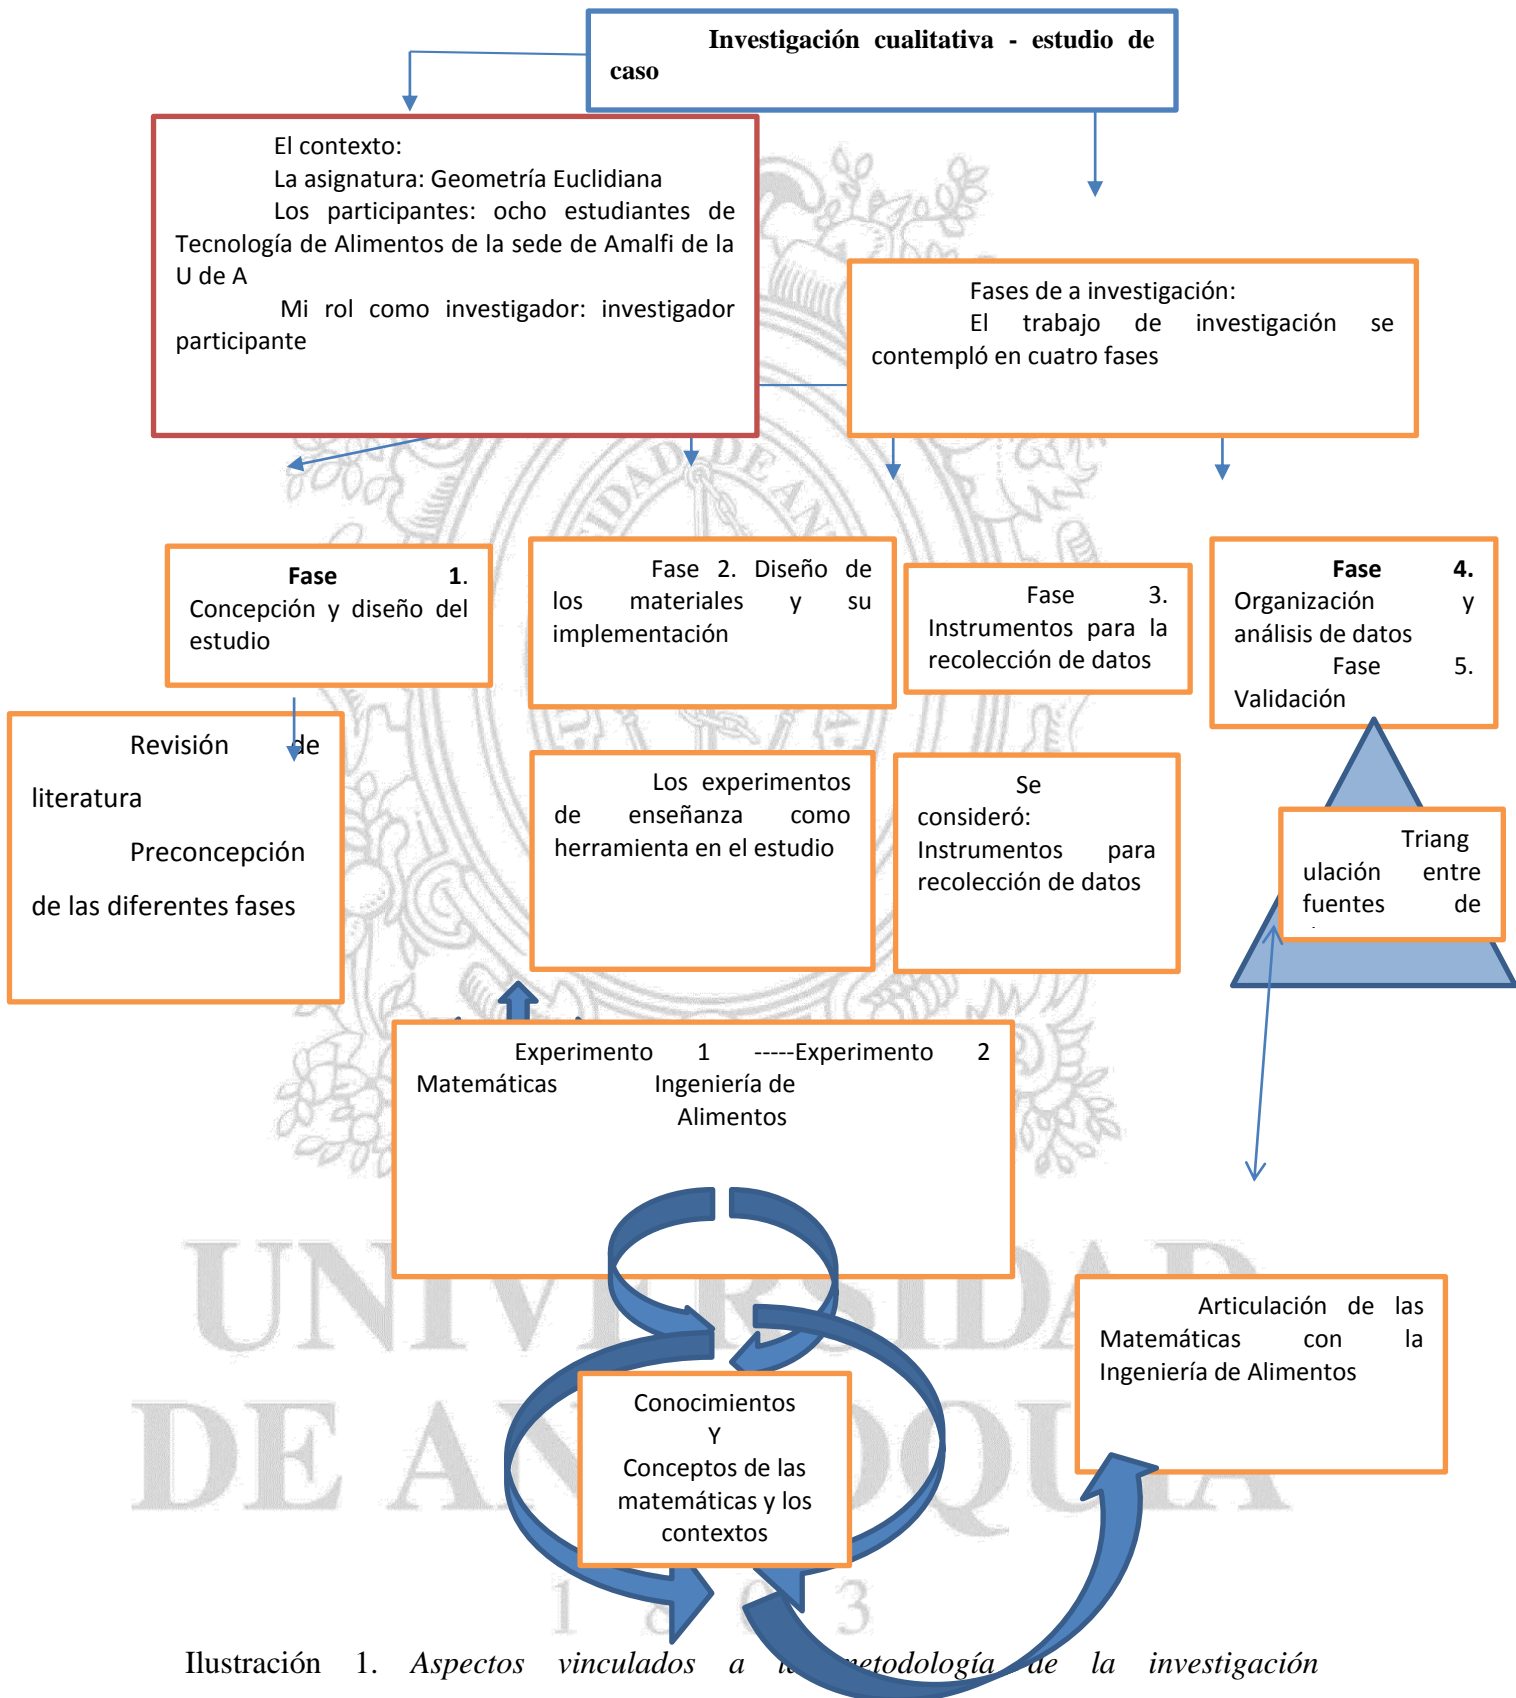 Investigación cualitativa - estudio de
caso
El contexto:
La asignatura: Geometría Euclidiana
Los participantes: ocho estudiantes de
Tecnología de Alimentos de la sede de Amalfi de la
U de A
Mi rol como investigador: investigador
participante
Fases de a investigación:
El trabajo de investigación se
contempló en cuatro fases
Fase 1.
Concepción y diseño del
estudio
Fase 2. Diseño de
los materiales y su
implementación
Fase 3.
Instrumentos para la
recolección de datos
Fase 4.
Organización y
análisis de datos
Fase 5.
Validación
Revisión de
literatura
Preconcepción
de las diferentes fases
Los experimentos
de enseñanza como
herramienta en el estudio
Se
consideró:
Instrumentos para
recolección de datos
Triang
ulación entre
fuentes de
Experimento 1 -----Experimento 2
Matemáticas Ingeniería de
Alimentos
Articulación de las
Matemáticas con la
Ingeniería de Alimentos
Conocimientos
Y
Conceptos de las
matemáticas y los
contextos
UNIVERSIDAD
DE ANTIOQUIA
1 8 0 3
Ilustración 1. Aspectos vinculados a la metodología de la investigación